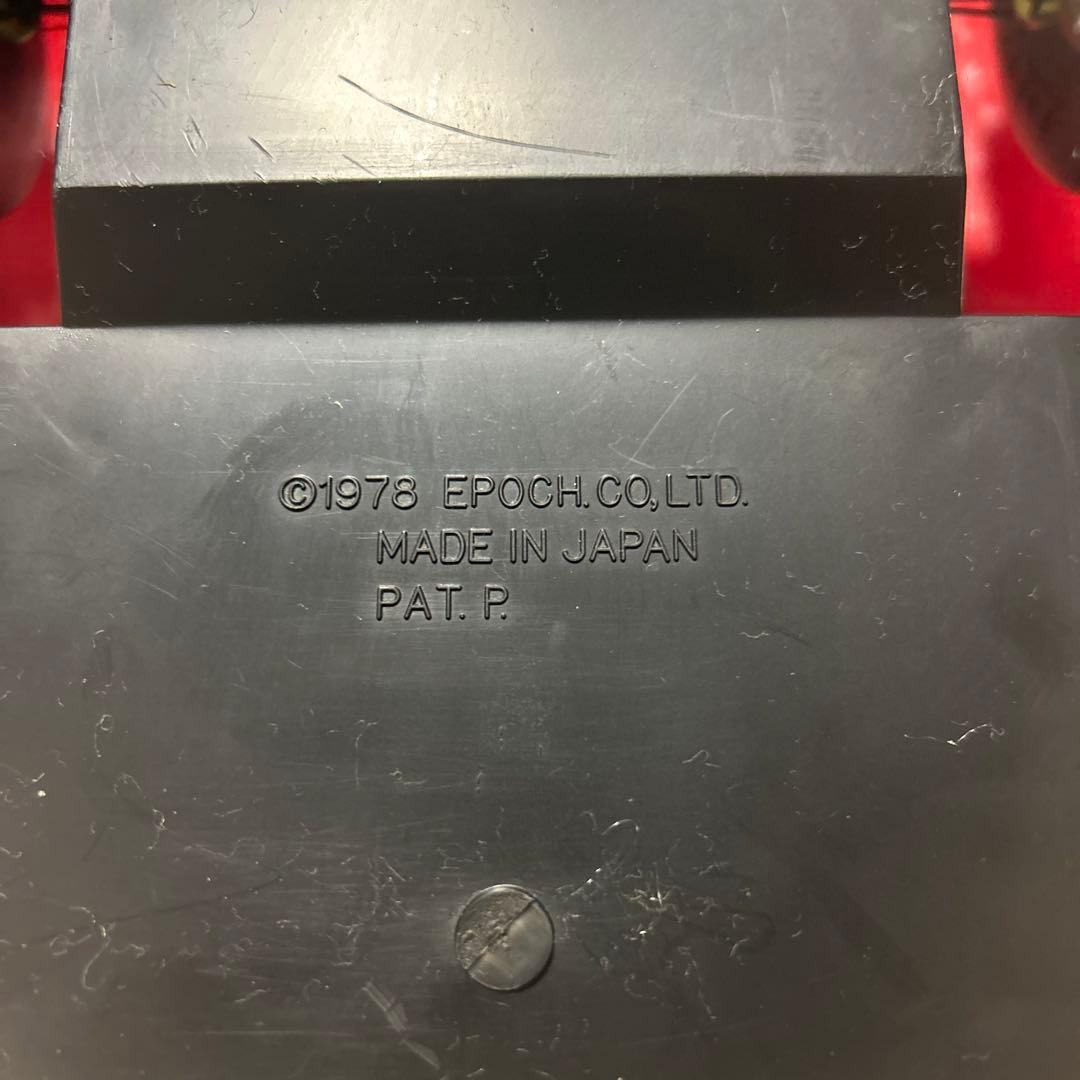 ©1978 EPOCH.CO,LTD.
MADE IN JAPAN
PAT. P.